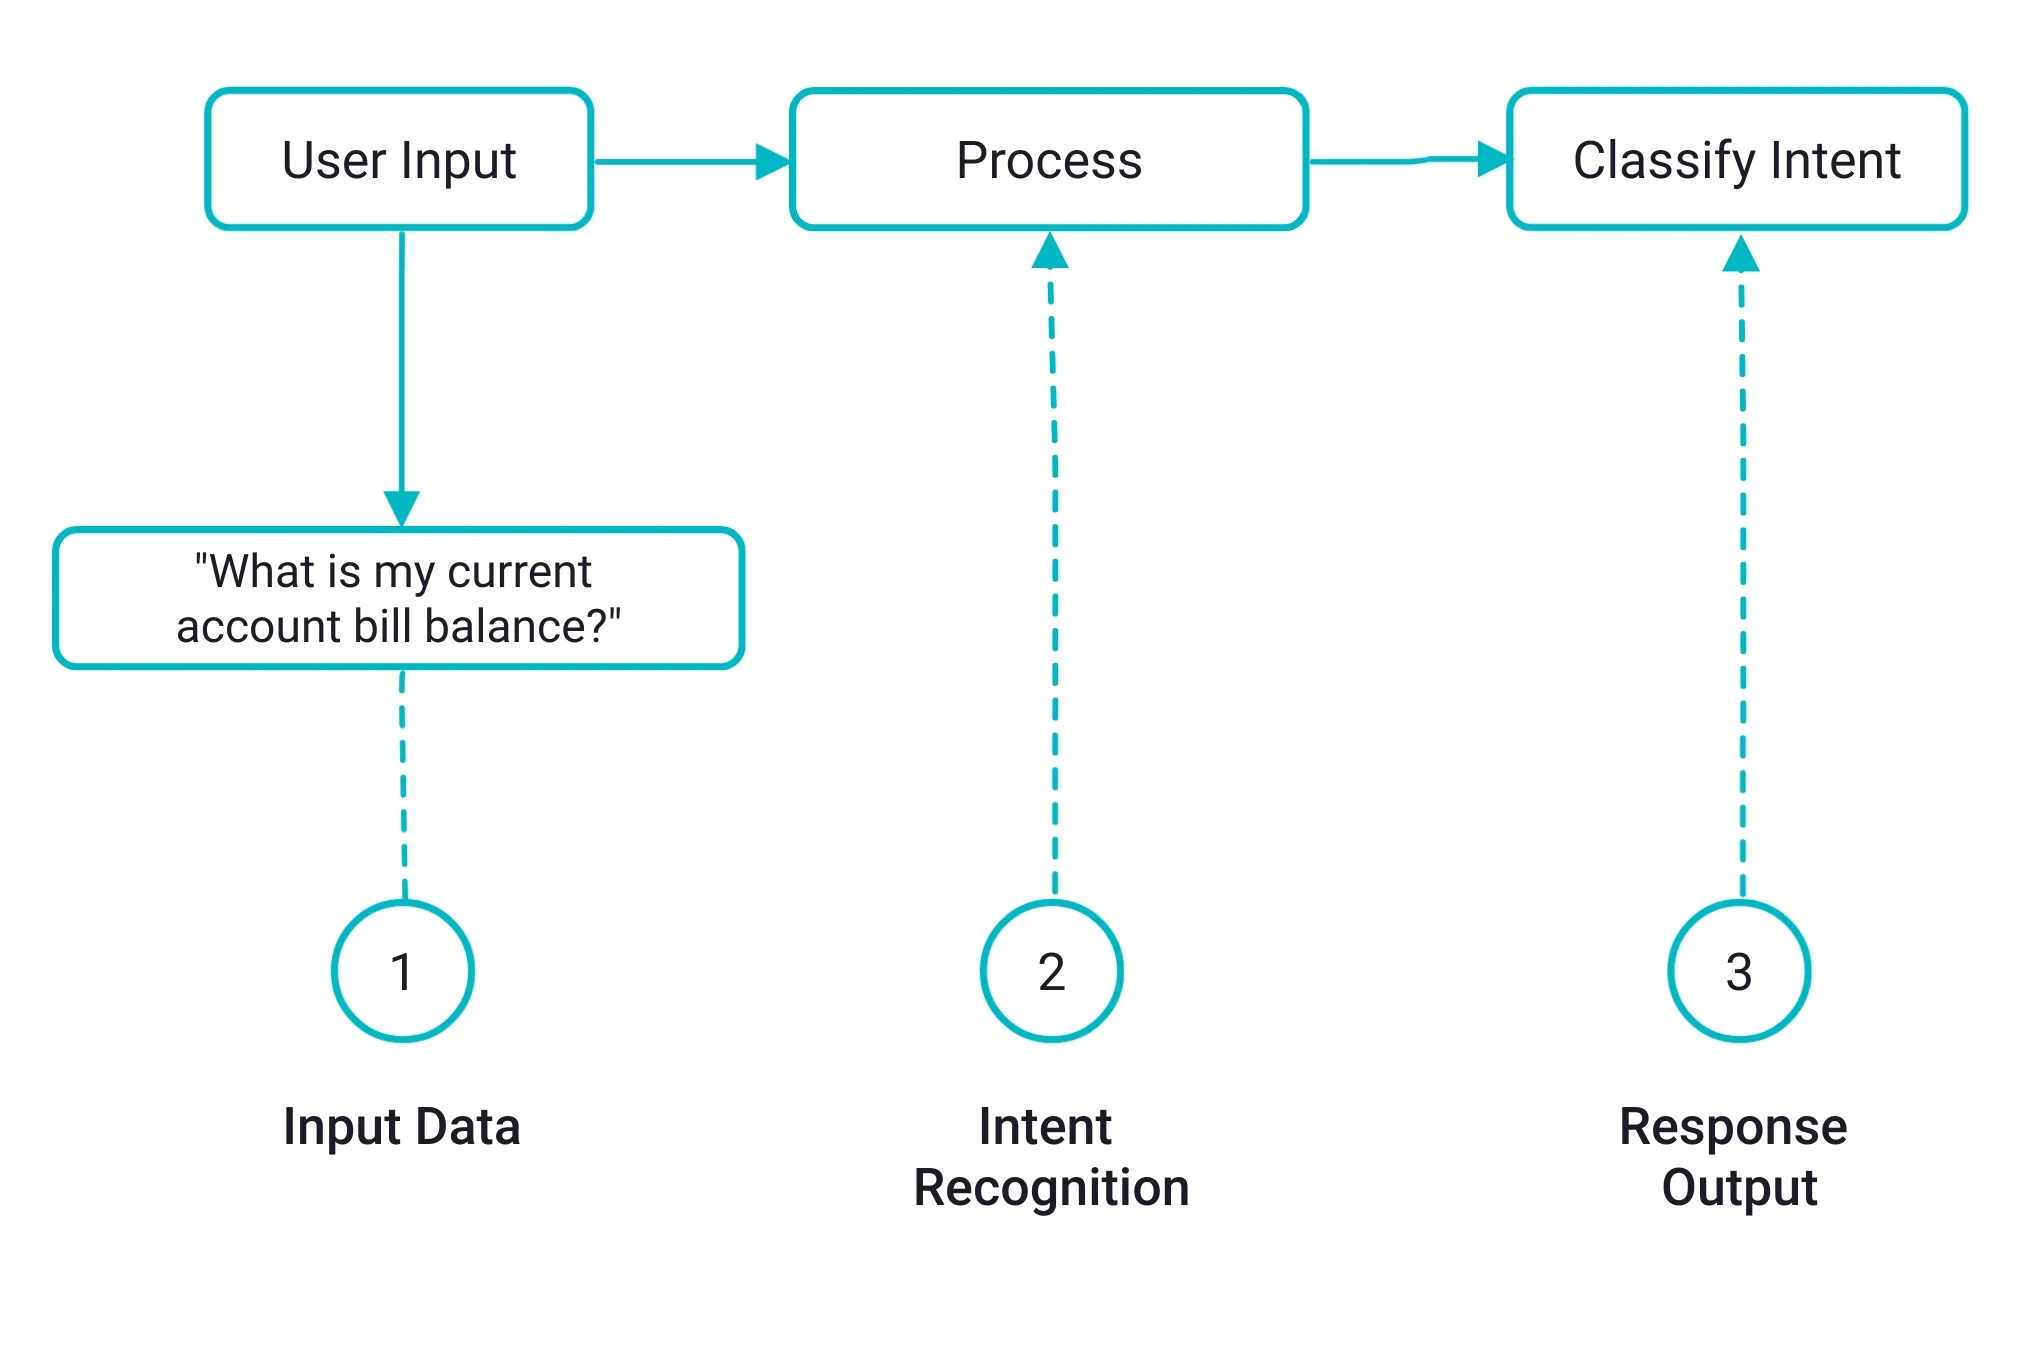 User Input
Process
Classify Intent
"What is my current
account bill balance?"
1
2
3
Input Data
Intent
Recognition
Response
Output